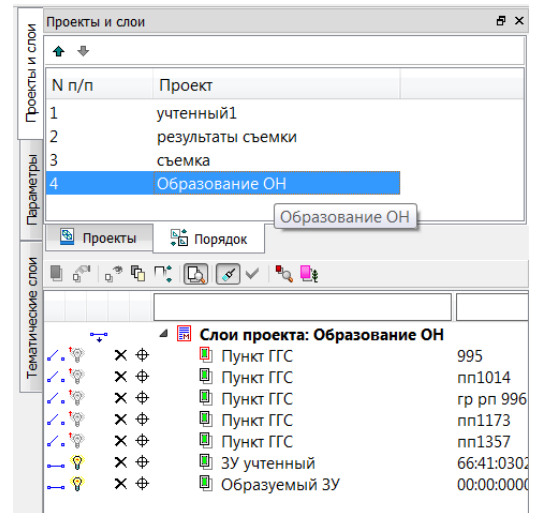 Проекты и слои
Проекты и слои
Параметры
Тематические слои
N п/п Проект
1 учтенный1
2 результаты съемки
3 съемка
4 Образование ОН
Образование ОН
Проекты Порядок
Слои проекта: Образование ОН
Пункт ГГС 995
Пункт ГГС пп1014
Пункт ГГС гр рп 996
Пункт ГГС пп1173
Пункт ГГС пп1357
ЗУ учтенный 66:41:0302
Образуемый ЗУ 00:00:0000